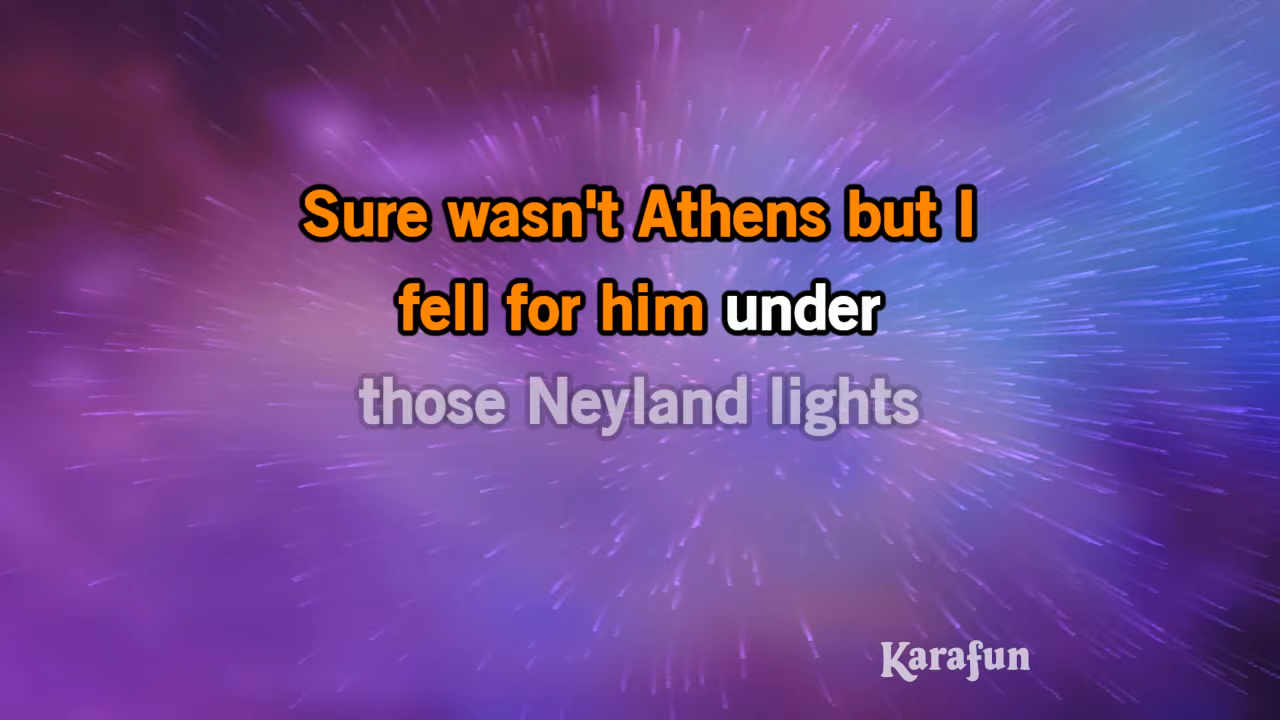 Sure wasn't Athens but I
fell for him under
those Neyland lights
Karafun